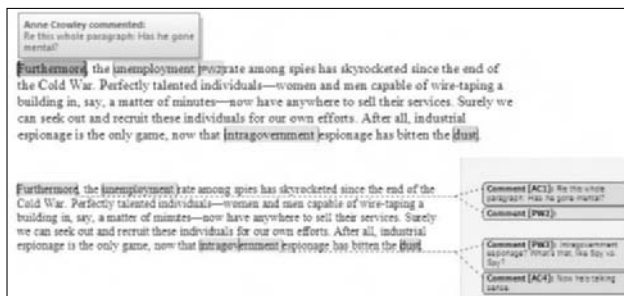 Anne Crowley commented:
Re this whole paragraph: Has he gone
mental?
Furthermore, the unemployment [PW2] rate among spies has skyrocketed since the end of
the Cold War. Perfectly talented individuals—women and men capable of wire-taping a
building in, say, a matter of minutes—now have anywhere to sell their services. Surely we
can seek out and recruit these individuals for our own efforts. After all, industrial
espionage is the only game, now that intragovernment espionage has bitten the dust.
Furthermore, the unemployment rate among spies has skyrocketed since the end of the
Cold War. Perfectly talented individuals—women and men capable of wire-taping a
building in, say, a matter of minutes—now have anywhere to sell their services. Surely
we can seek out and recruit these individuals for our own efforts. After all, industrial
espionage is the only game, now that intragovernment espionage has bitten the dust.
Comment [AC1]: Re this whole
paragraph: Has he gone mental?
Comment [PW2]:
Comment [PW3]: Intragovernment
espionage? What's that, like Spy vs.
Spy?
Comment [AC4]: Now he's talking
sense.